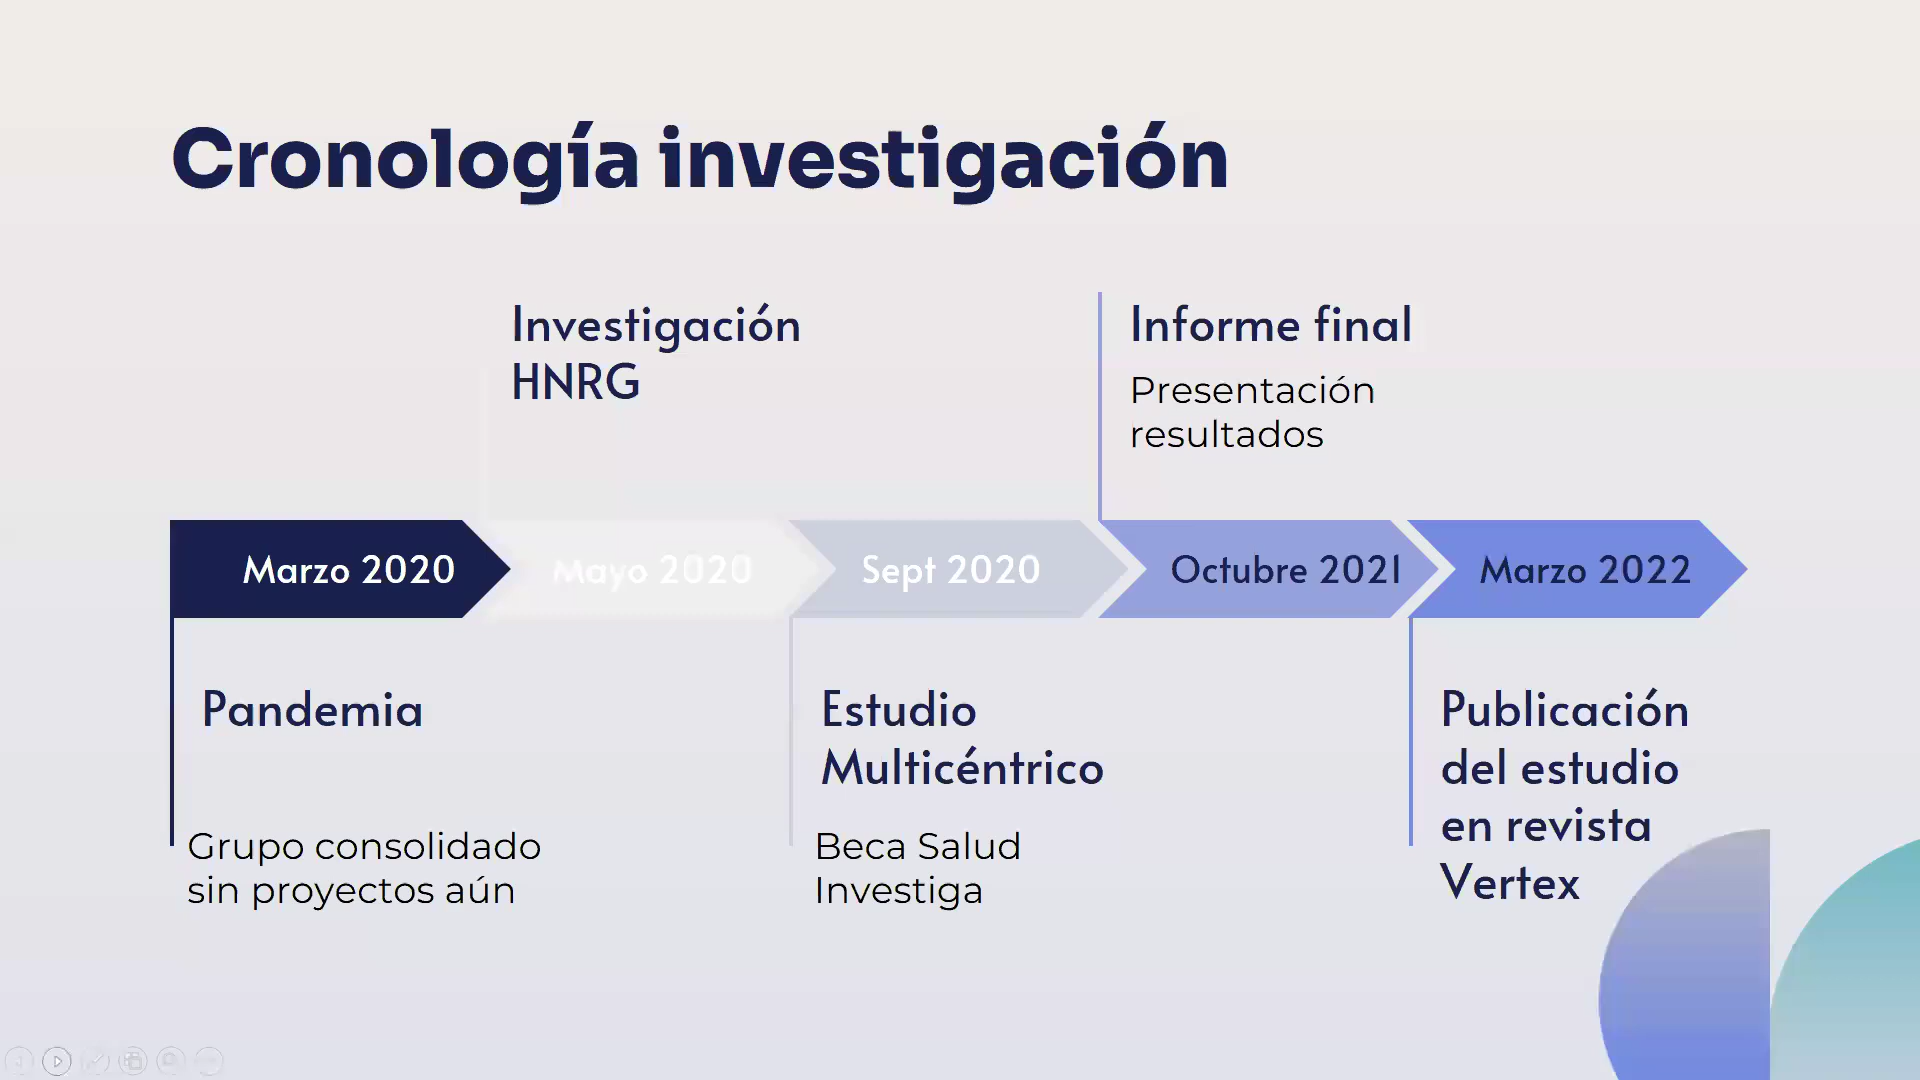 Cronología investigación
Investigación
HNRG
Informe final
Presentación
resultados
Marzo 2020
Mayo 2020
Sept 2020
Octubre 2021
Marzo 2022
Pandemia
Grupo consolidado
sin proyectos aún
Estudio
Multicéntrico
Beca Salud
Investiga
Publicación
del estudio
en revista
Vertex